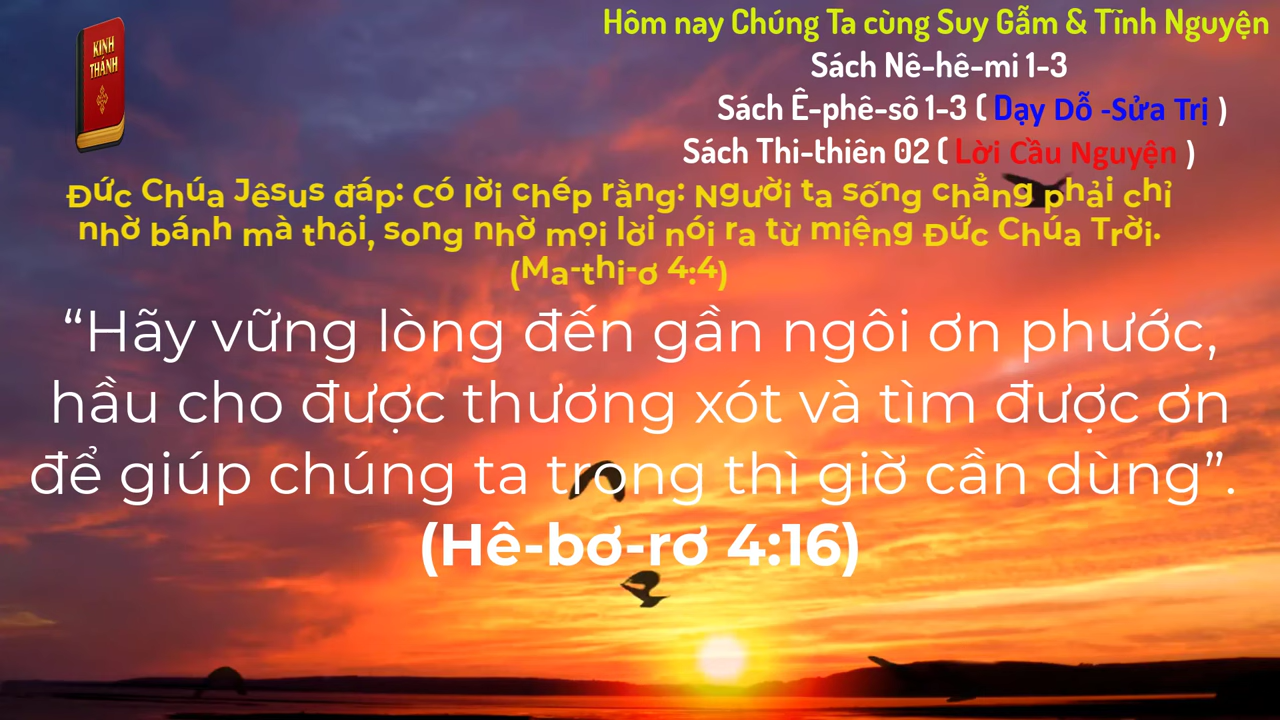 KINH
THÁNH
Hôm nay Chúng Ta cùng Suy Gẫm & Tĩnh Nguyện
Sách Nê-hê-mi 1-3
Sách Ê-phê-sô 1-3 ( Dạy Dỗ -Sửa Trị )
Sách Thi-thiên 02 ( Lời Cầu Nguyện )
Đức Chúa Jêsus đáp: Có lời chép rằng: Người ta sống chẳng phải chỉ
nhờ bánh mà thôi, song nhờ mọi lời nói ra từ miệng Đức Chúa Trời.
(Ma-thi-ơ 4:4)
“Hãy vững lòng đến gần ngôi ơn phước,
hầu cho được thương xót và tìm được ơn
để giúp chúng ta trong thì giờ cần dùng”.
(Hê-bơ-rơ 4:16)